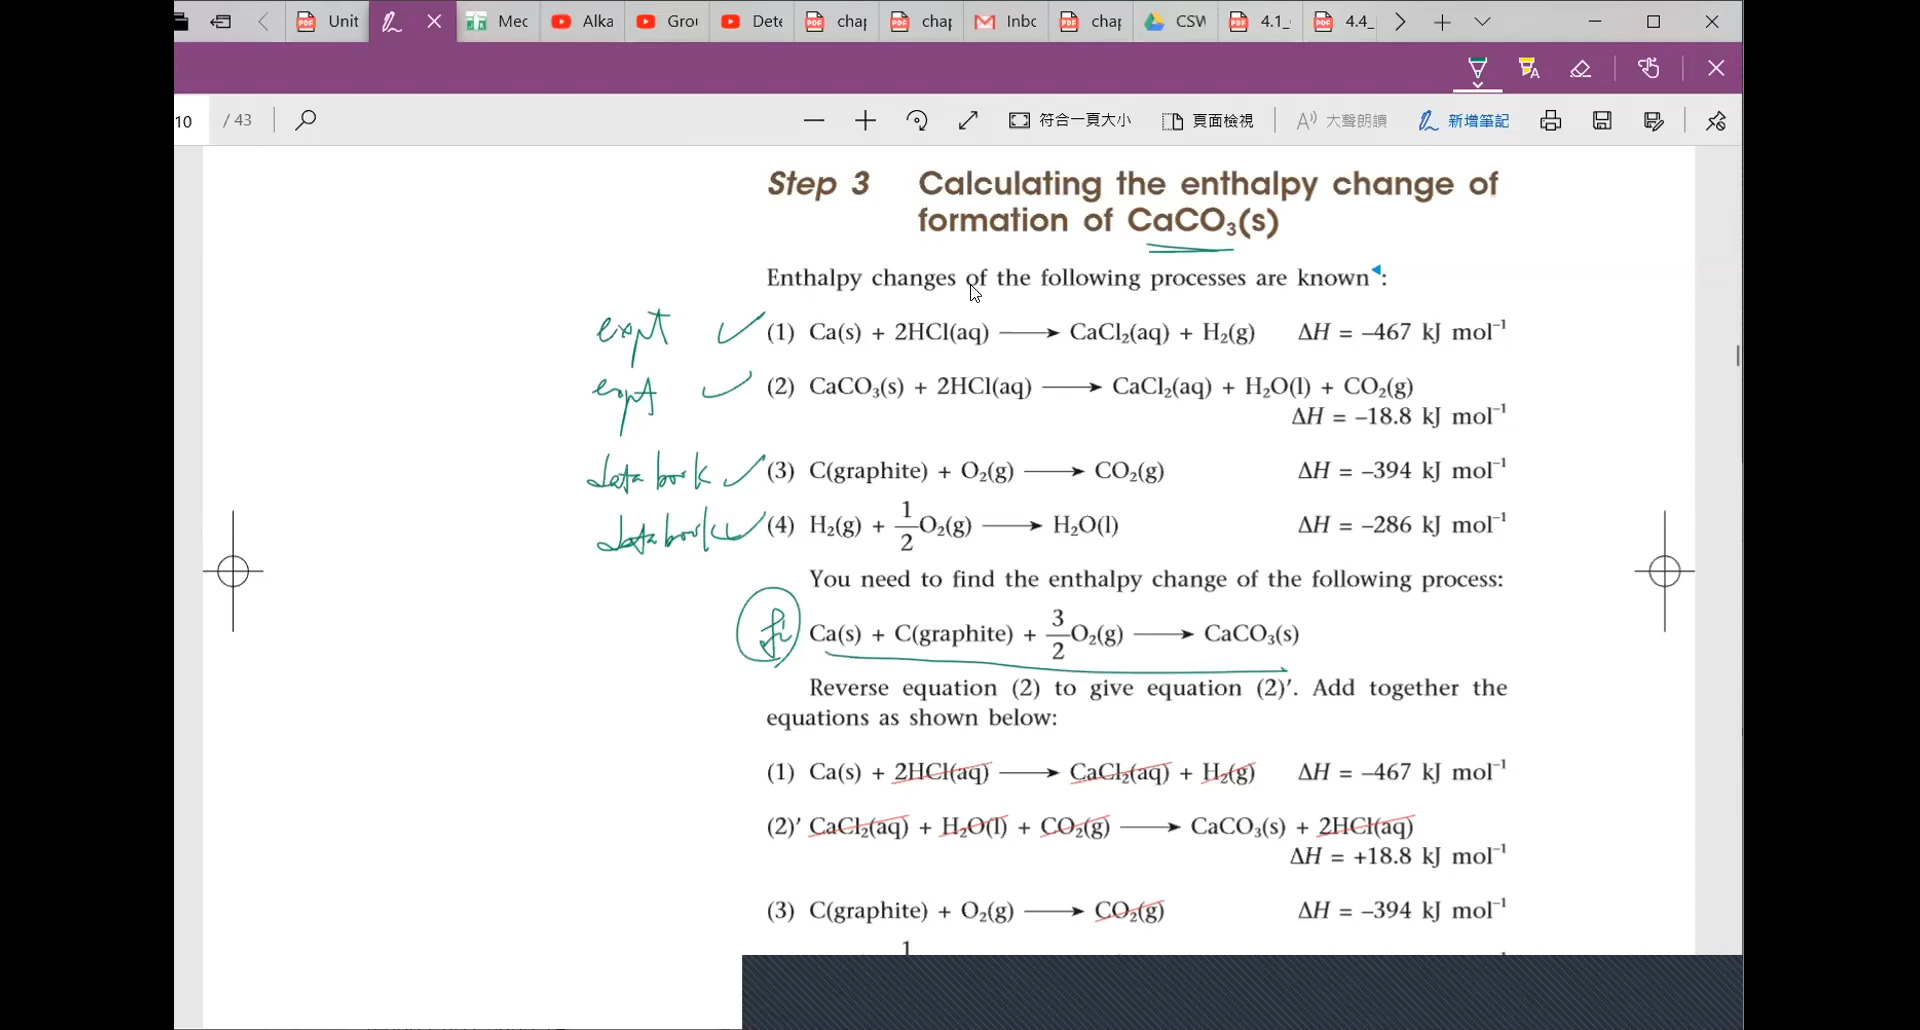 Unit
Mec
Alka
Grou
Dete
chap
chap
Inbo
chap
CSW
4.1_
4.4_
10 / 43
符合一頁大小
頁面檢視
大聲朗讀
新增筆記
Step 3 Calculating the enthalpy change of
formation of CaCO₃(s)
Enthalpy changes of the following processes are known:
expt ✓ (1) Ca(s) + 2HCl(aq) ⟶ CaCl₂(aq) + H₂(g) ΔH = –467 kJ mol⁻¹
expt ✓ (2) CaCO₃(s) + 2HCl(aq) ⟶ CaCl₂(aq) + H₂O(l) + CO₂(g)
ΔH = –18.8 kJ mol⁻¹
data book ✓ (3) C(graphite) + O₂(g) ⟶ CO₂(g) ΔH = –394 kJ mol⁻¹
data book ✓ (4) H₂(g) + 1/2 O₂(g) ⟶ H₂O(l) ΔH = –286 kJ mol⁻¹
You need to find the enthalpy change of the following process:
Ca(s) + C(graphite) + 3/2 O₂(g) ⟶ CaCO₃(s)
Reverse equation (2) to give equation (2)′. Add together the
equations as shown below:
(1) Ca(s) + 2HCl(aq) ⟶ CaCl₂(aq) + H₂(g) ΔH = –467 kJ mol⁻¹
(2)′ CaCl₂(aq) + H₂O(l) + CO₂(g) ⟶ CaCO₃(s) + 2HCl(aq)
ΔH = +18.8 kJ mol⁻¹
(3) C(graphite) + O₂(g) ⟶ CO₂(g) ΔH = –394 kJ mol⁻¹
1